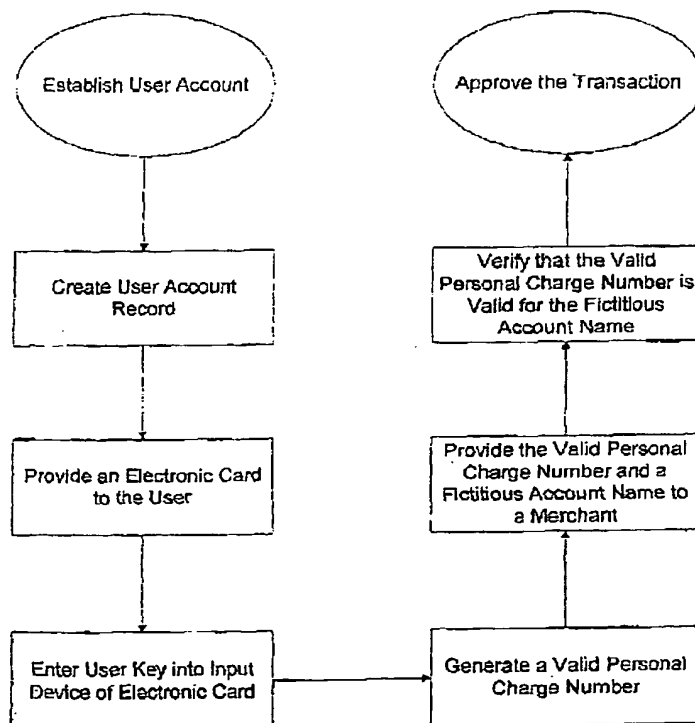 Establish User Account
Create User Account
Record
Provide an Electronic Card
to the User
Enter User Key into Input
Device of Electronic Card
Generate a Valid Personal
Charge Number
Provide the Valid Personal
Charge Number and a
Fictitious Account Name to
a Merchant
Verify that the Valid
Personal Charge Number is
Valid for the Fictitious
Account Name
Approve the Transaction